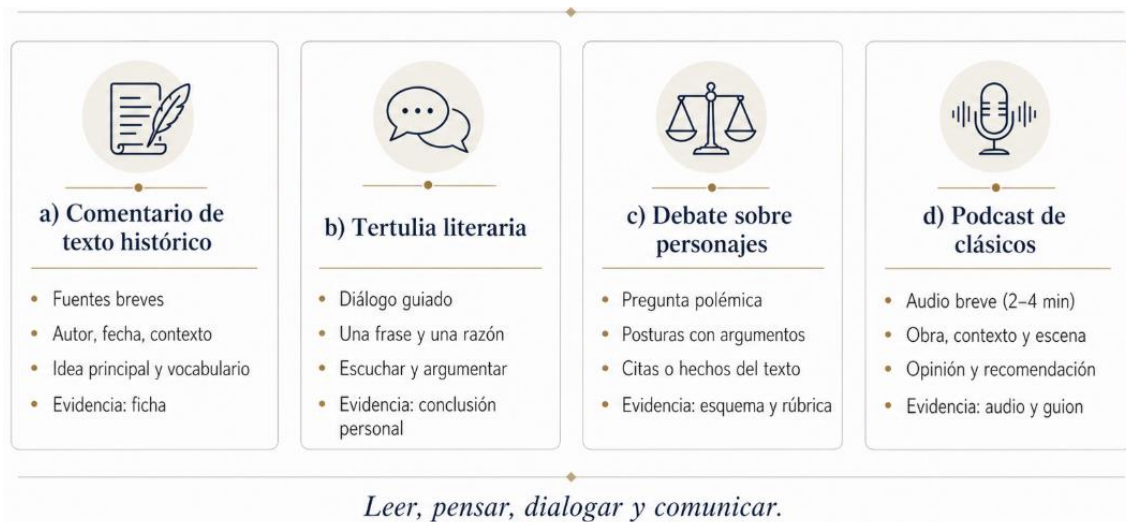 a) Comentario de
texto histórico
• Fuentes breves
• Autor, fecha, contexto
• Idea principal y vocabulario
• Evidencia: ficha
b) Tertulia literaria
• Diálogo guiado
• Una frase y una razón
• Escuchar y argumentar
• Evidencia: conclusión
personal
c) Debate sobre
personajes
• Pregunta polémica
• Posturas con argumentos
• Citas o hechos del texto
• Evidencia: esquema y rúbrica
d) Podcast de
clásicos
• Audio breve (2–4 min)
• Obra, contexto y escena
• Opinión y recomendación
• Evidencia: audio y guion
Leer, pensar, dialogar y comunicar.